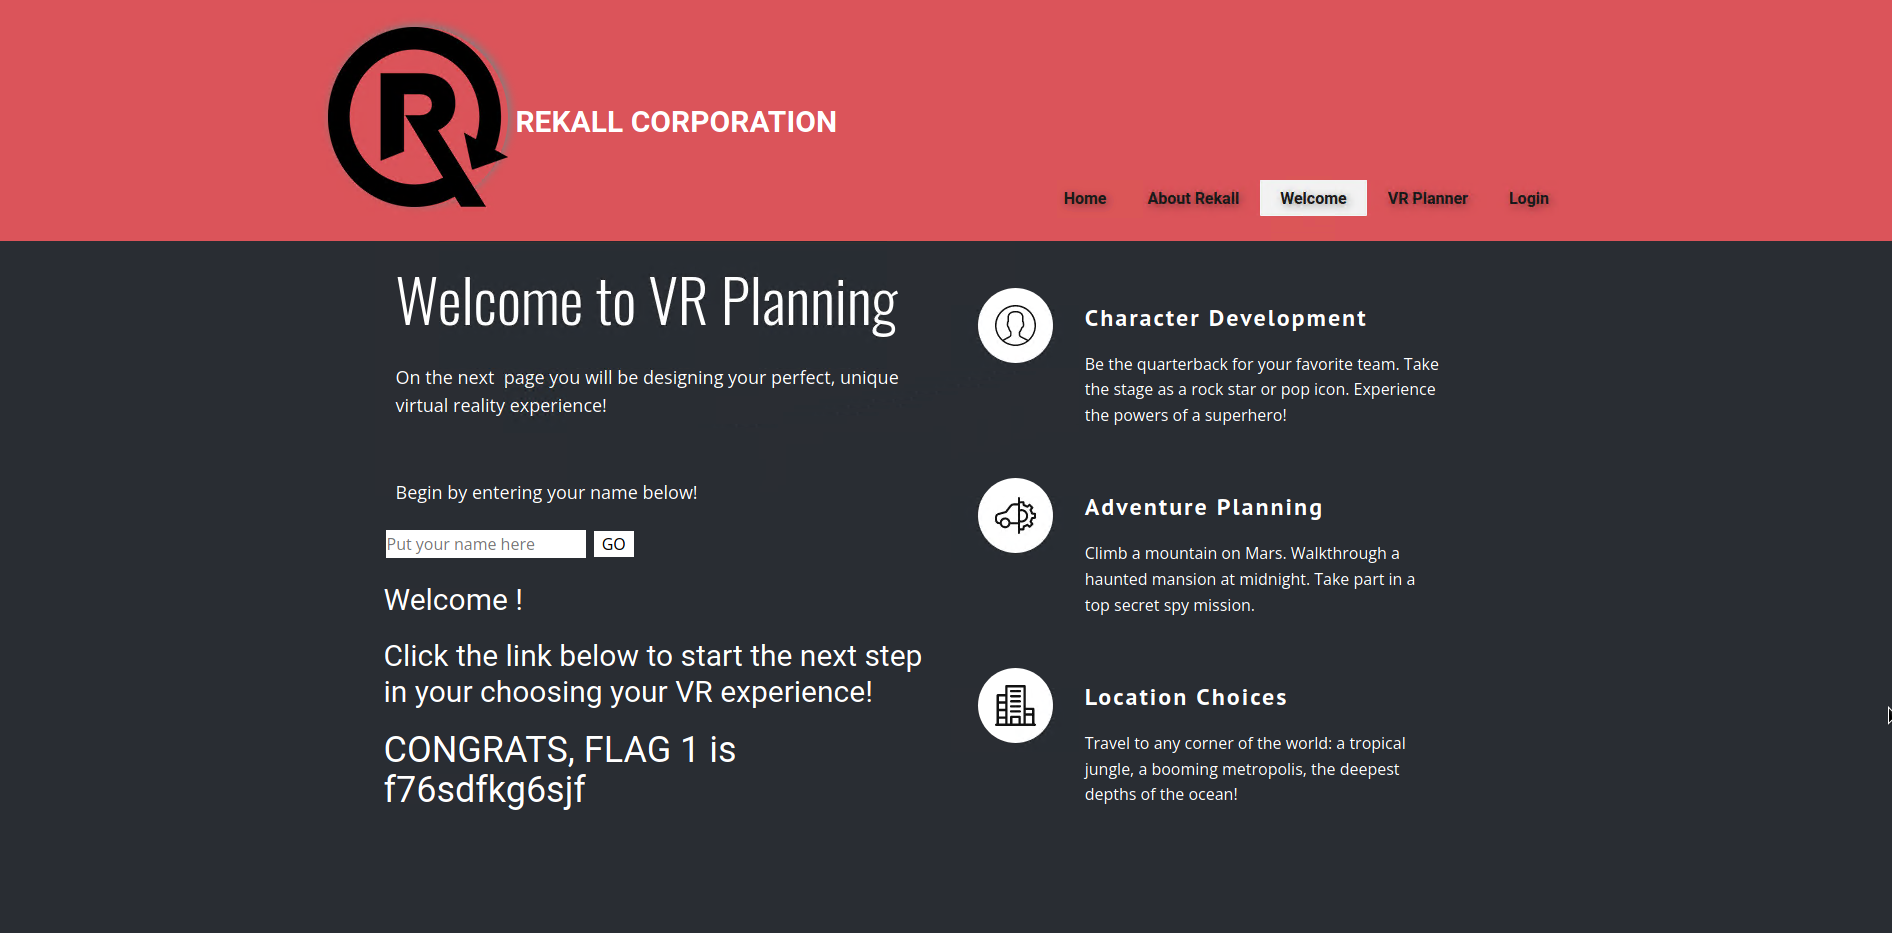 R
REKALL CORPORATION
Home About Rekall Welcome VR Planner Login
Welcome to VR Planning
On the next  page you will be designing your perfect, unique
virtual reality experience!
Begin by entering your name below!
Put your name here GO
Welcome !
Click the link below to start the next step
in your choosing your VR experience!
CONGRATS, FLAG 1 is
f76sdfkg6sjf
Character Development
Be the quarterback for your favorite team. Take
the stage as a rock star or pop icon. Experience
the powers of a superhero!
Adventure Planning
Climb a mountain on Mars. Walkthrough a
haunted mansion at midnight. Take part in a
top secret spy mission.
Location Choices
Travel to any corner of the world: a tropical
jungle, a booming metropolis, the deepest
depths of the ocean!